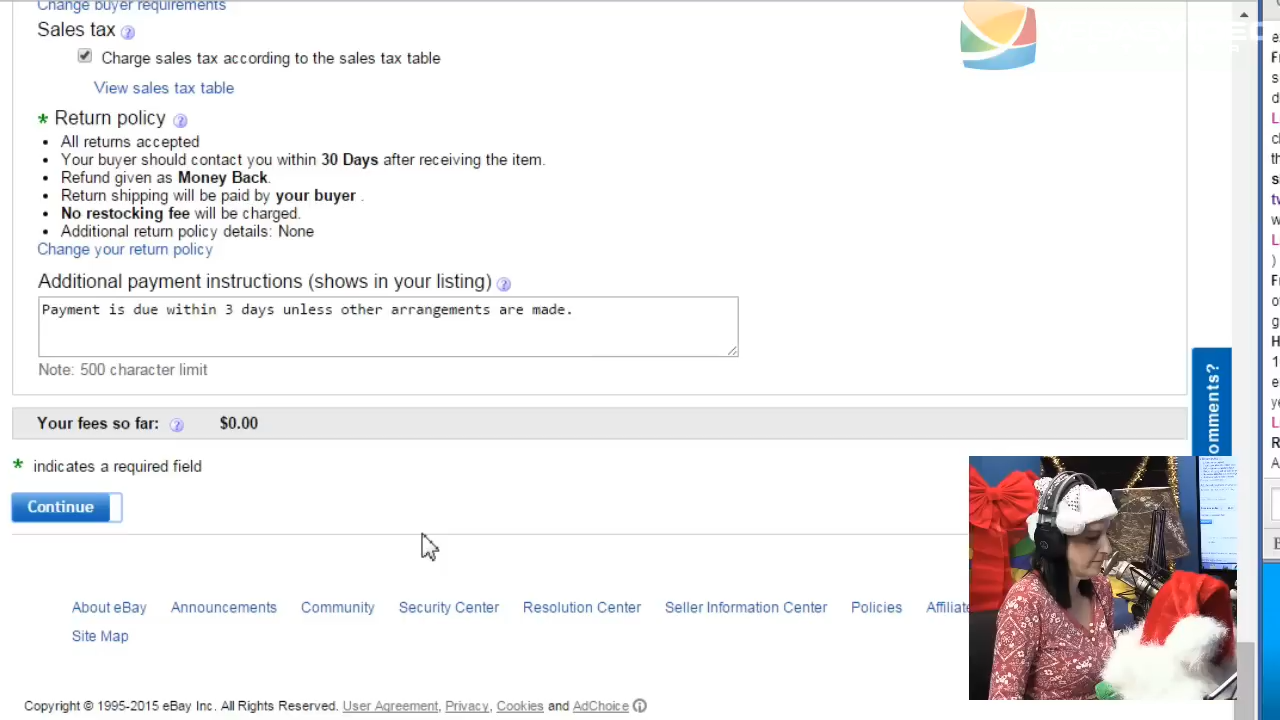 Change buyer requirements
Sales tax
Charge sales tax according to the sales tax table
View sales tax table
* Return policy
All returns accepted
Your buyer should contact you within 30 Days after receiving the item.
Refund given as Money Back.
Return shipping will be paid by your buyer .
No restocking fee will be charged.
Additional return policy details: None
Change your return policy
Additional payment instructions (shows in your listing)
Payment is due within 3 days unless other arrangements are made.
Note: 500 character limit
Your fees so far: $0.00
* indicates a required field
Continue
About eBay Announcements Community Security Center Resolution Center Seller Information Center Policies
Site Map
Copyright © 1995-2015 eBay Inc. All Rights Reserved. User Agreement, Privacy, Cookies and AdChoice